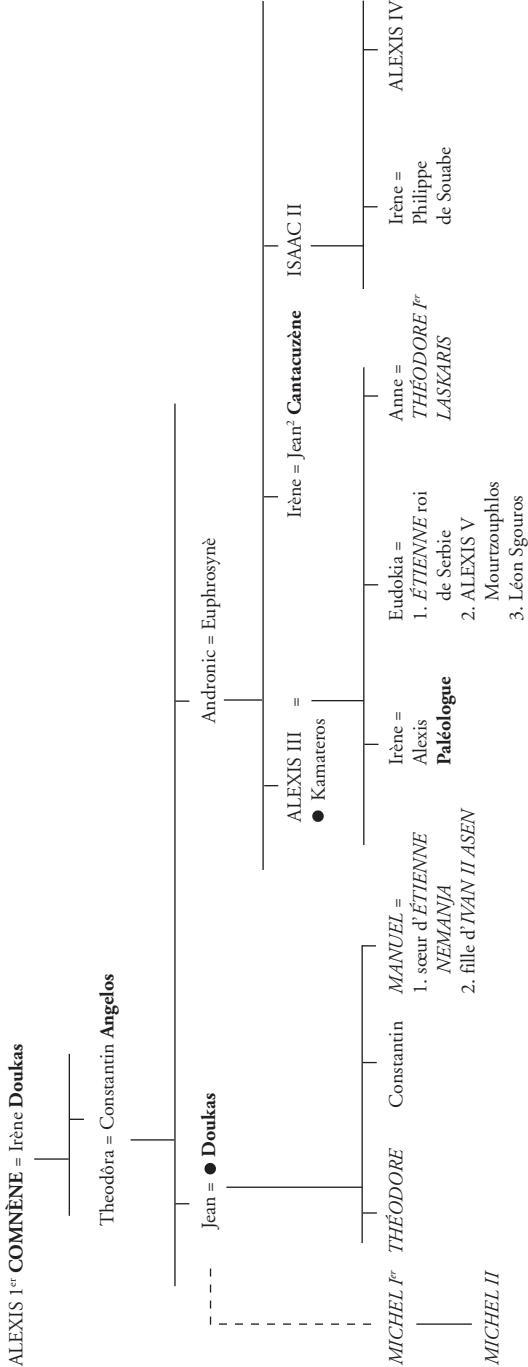 ALEXIS 1er COMNÈNE = Irène Doukas
Theodôra = Constantin Angelos
Jean = ● Doukas
Andronic = Euphrosynè
ALEXIS III =
● Kamateros
Irène = Jean² Cantacuzène
ISAAC II
MICHEL Ier
THÉODORE
Constantin
MANUEL =
1. sœur d'ÉTIENNE
NEMANJA
2. fille d'IVAN II ASEN
Irène =
Alexis
Paléologue
Eudokia =
1. ÉTIENNE roi
de Serbie
2. ALEXIS V
Mourtzouphlos
3. Léon Sgouros
Anne =
THÉODORE Ier
LASKARIS
Irène =
Philippe
de Souabe
ALEXIS IV
MICHEL II